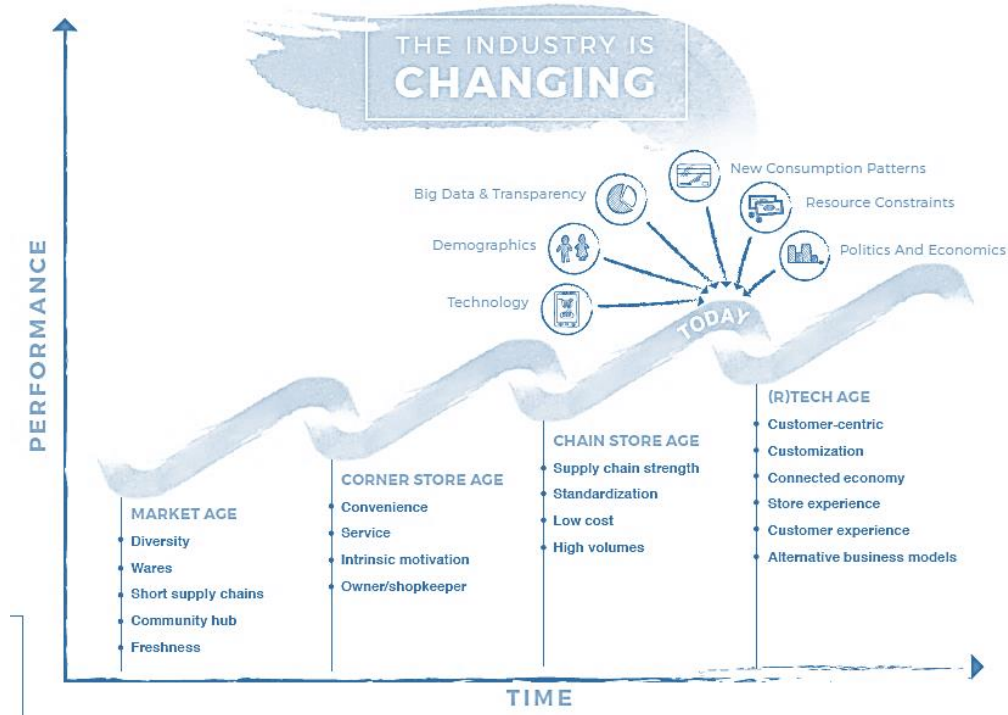 THE INDUSTRY IS
CHANGING
PERFORMANCE
New Consumption Patterns
Big Data & Transparency
Resource Constraints
Demographics
Politics And Economics
Technology
TODAY
MARKET AGE
Diversity
Wares
Short supply chains
Community hub
Freshness
CORNER STORE AGE
Convenience
Service
Intrinsic motivation
Owner/shopkeeper
CHAIN STORE AGE
Supply chain strength
Standardization
Low cost
High volumes
(R)TECH AGE
Customer-centric
Customization
Connected economy
Store experience
Customer experience
Alternative business models
TIME